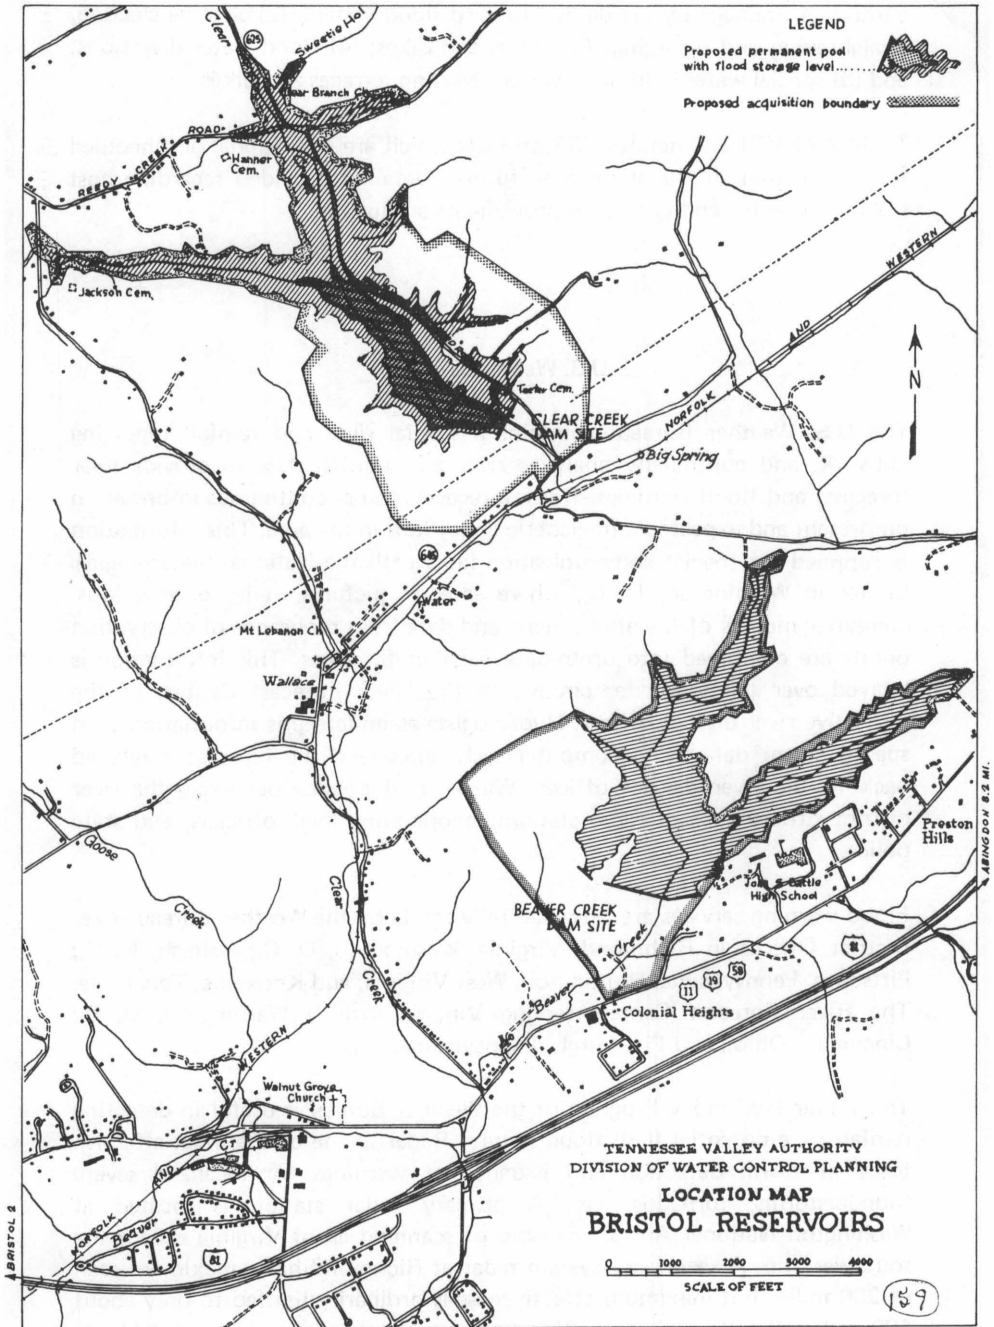 Clear
625
Sweetie Hol
LEGEND
Proposed permanent pool
with flood storage level
Proposed acquisition boundary
Clear Branch Ch.
REEDY CREEK ROAD
Hanner
Cem.
Jackson Cem.
NORFOLK AND WESTERN
N
Teeter Cem.
CLEAR CREEK
DAM SITE
Big Spring
645
Water
Mt Lebanon Ch.
Wallace
Goose
Creek
Clear
Creek
Preston
Hills
ABINGDON 8.2 MI.
John S. Battle
High School
BEAVER CREEK
DAM SITE
Creek
Beaver
81
11
19
58
Colonial Heights
WESTERN
AND
NORFOLK
Walnut Grove
Church
Beaver
81
BRISTOL 2
TENNESSEE VALLEY AUTHORITY
DIVISION OF WATER CONTROL PLANNING
LOCATION MAP
BRISTOL RESERVOIRS
0 1000 2000 3000 4000
SCALE OF FEET
159